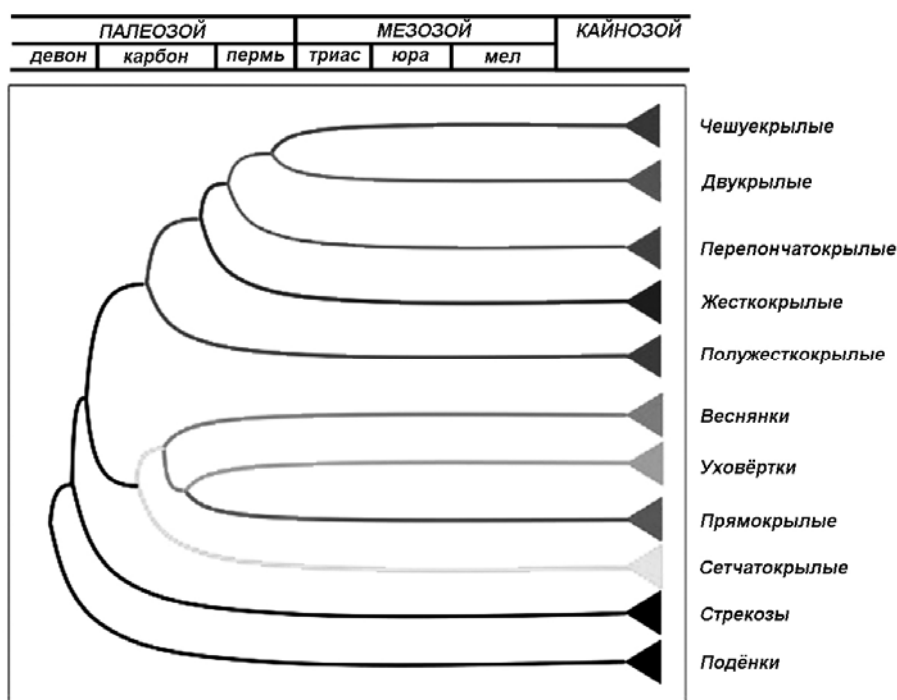 ПАЛЕОЗОЙ МЕЗОЗОЙ КАЙНОЗОЙ
девон карбон пермь триас юра мел
Чешуекрылые
Двукрылые
Перепончатокрылые
Жесткокрылые
Полужесткокрылые
Веснянки
Уховёртки
Прямокрылые
Сетчатокрылые
Стрекозы
Подёнки